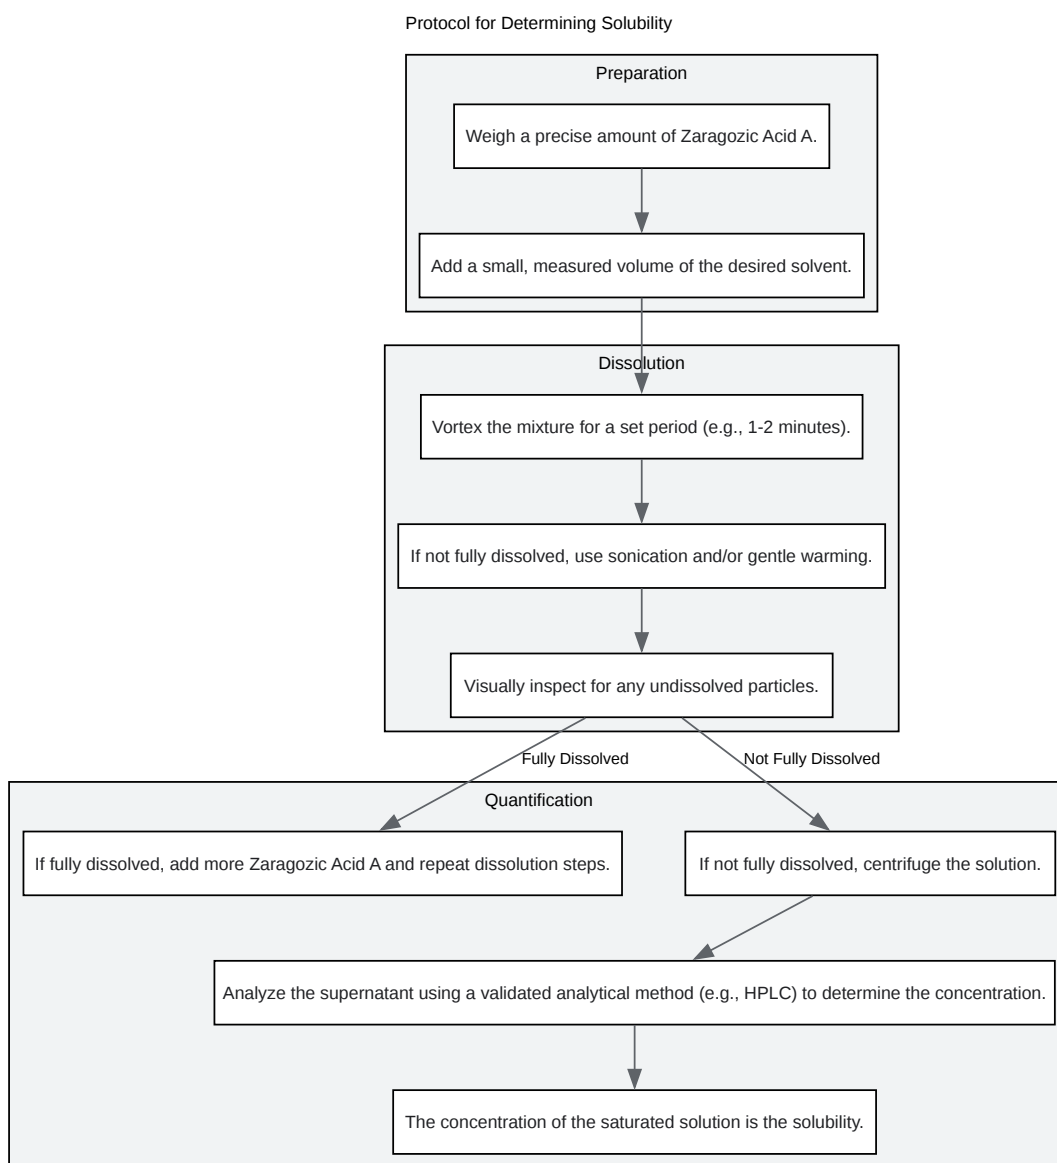 Protocol for Determining Solubility
Preparation
Weigh a precise amount of Zaragozic Acid A.
Add a small, measured volume of the desired solvent.
Dissolution
Vortex the mixture for a set period (e.g., 1-2 minutes).
If not fully dissolved, use sonication and/or gentle warming.
Visually inspect for any undissolved particles.
Fully Dissolved
Not Fully Dissolved
Quantification
If fully dissolved, add more Zaragozic Acid A and repeat dissolution steps.
If not fully dissolved, centrifuge the solution.
Analyze the supernatant using a validated analytical method (e.g., HPLC) to determine the concentration.
The concentration of the saturated solution is the solubility.